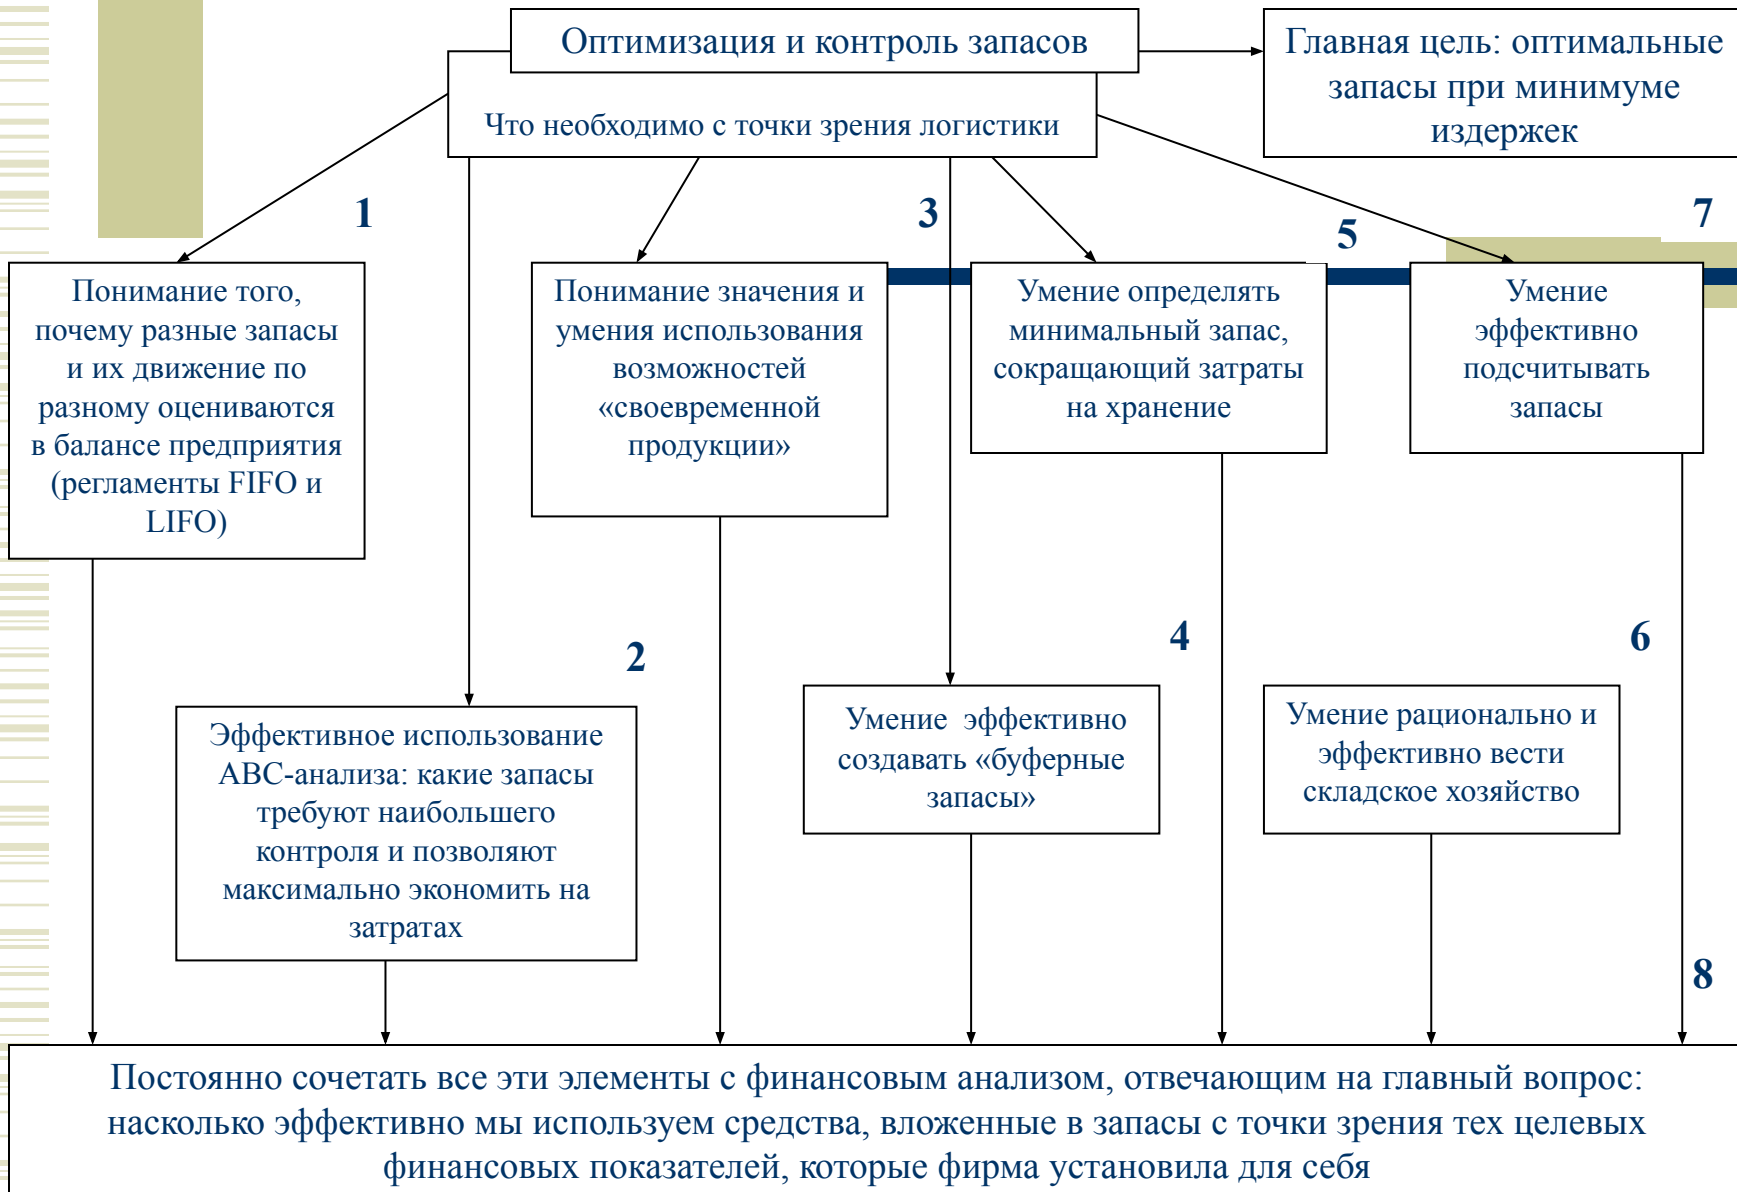 Оптимизация и контроль запасов
Главная цель: оптимальные
запасы при минимуме
издержек
Что необходимо с точки зрения логистики
1
Понимание того,
почему разные запасы
и их движение по
разному оцениваются
в балансе предприятия
(регламенты FIFO и
LIFO)
2
Эффективное использование
АВС-анализа: какие запасы
требуют наибольшего
контроля и позволяют
максимально экономить на
затратах
3
Понимание значения и
умения использования
возможностей
«своевременной
продукции»
4
Умение  эффективно
создавать «буферные
запасы»
5
Умение определять
минимальный запас,
сокращающий затраты
на хранение
6
Умение рационально и
эффективно вести
складское хозяйство
7
Умение
эффективно
подсчитывать
запасы
8
Постоянно сочетать все эти элементы с финансовым анализом, отвечающим на главный вопрос:
насколько эффективно мы используем средства, вложенные в запасы с точки зрения тех целевых
финансовых показателей, которые фирма установила для себя